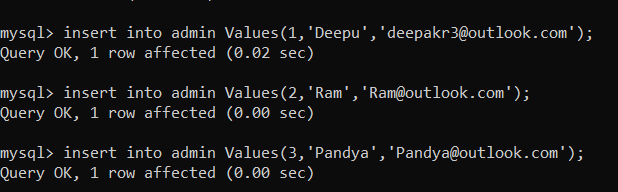 mysql> insert into admin Values(1,'Deepu','deepakr3@outlook.com');
Query OK, 1 row affected (0.02 sec)
mysql> insert into admin Values(2,'Ram','Ram@outlook.com');
Query OK, 1 row affected (0.00 sec)
mysql> insert into admin Values(3,'Pandya','Pandya@outlook.com');
Query OK, 1 row affected (0.00 sec)